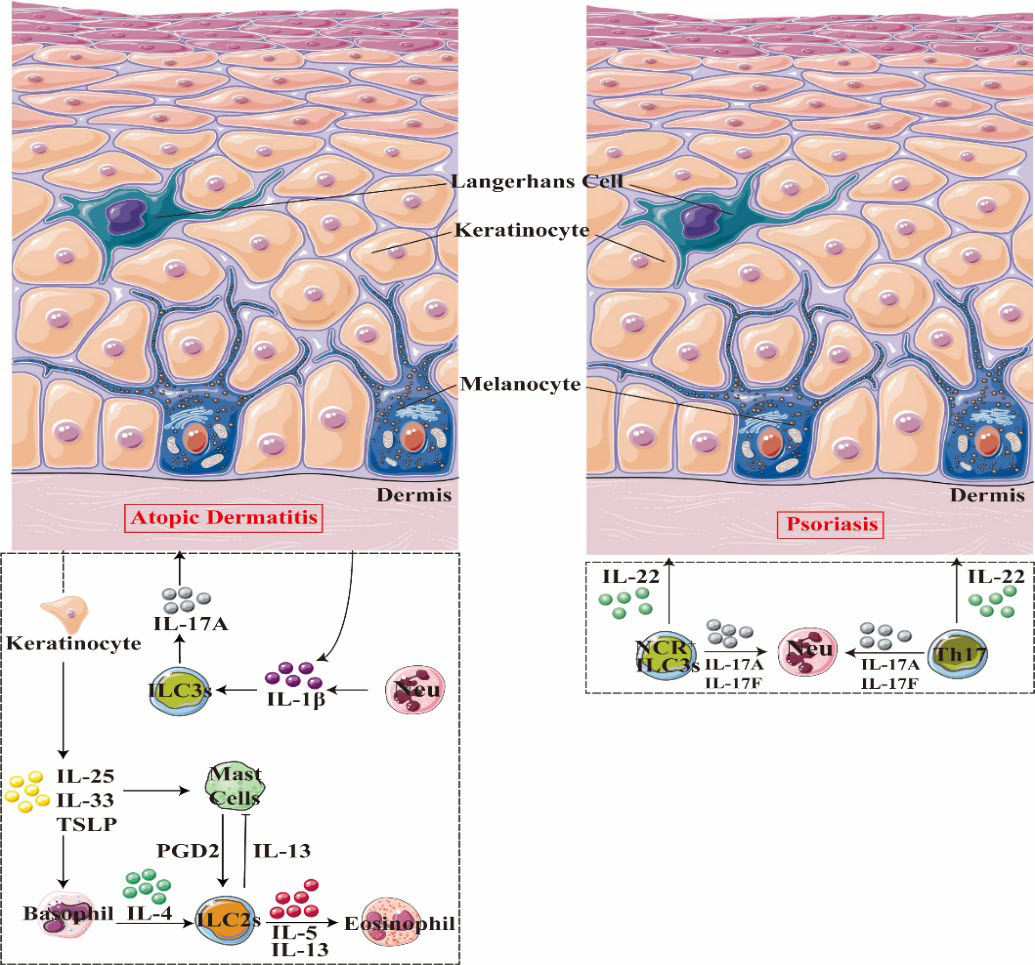 Langerhans Cell
Keratinocyte
Melanocyte
Dermis
Atopic Dermatitis
Dermis
Psoriasis
Keratinocyte
IL-17A
ILC3s
IL-1β
Neu
IL-25
IL-33
TSLP
Mast
Cells
PGD2
IL-13
Basophil
IL-4
ILC2s
IL-5
IL-13
Eosinophil
IL-22
NCR+
ILC3s
IL-17A
IL-17F
Neu
IL-17A
IL-17F
Th17
IL-22